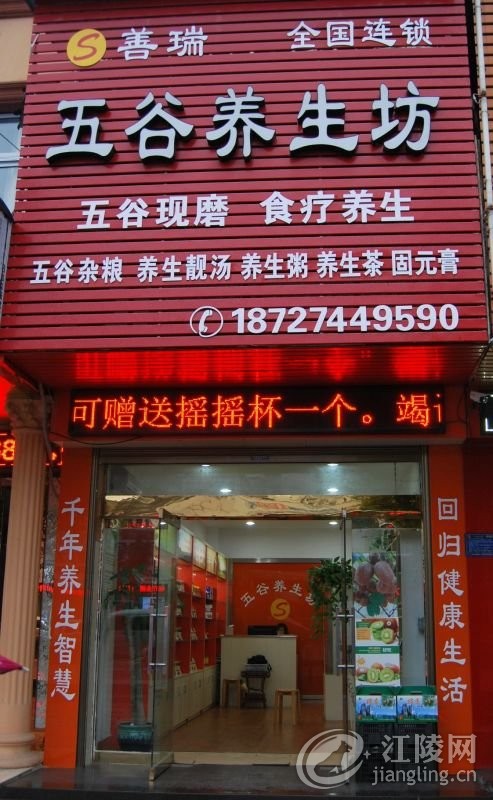 S 善瑞 全国连锁
五谷养生坊
五谷现磨 食疗养生
五谷杂粮 养生靓汤 养生粥 养生茶 固元膏
18727449590
可赠送摇摇杯一个。竭
千年养生智慧
回归健康生活
五谷养生
S
江陵网
jiangling.cn